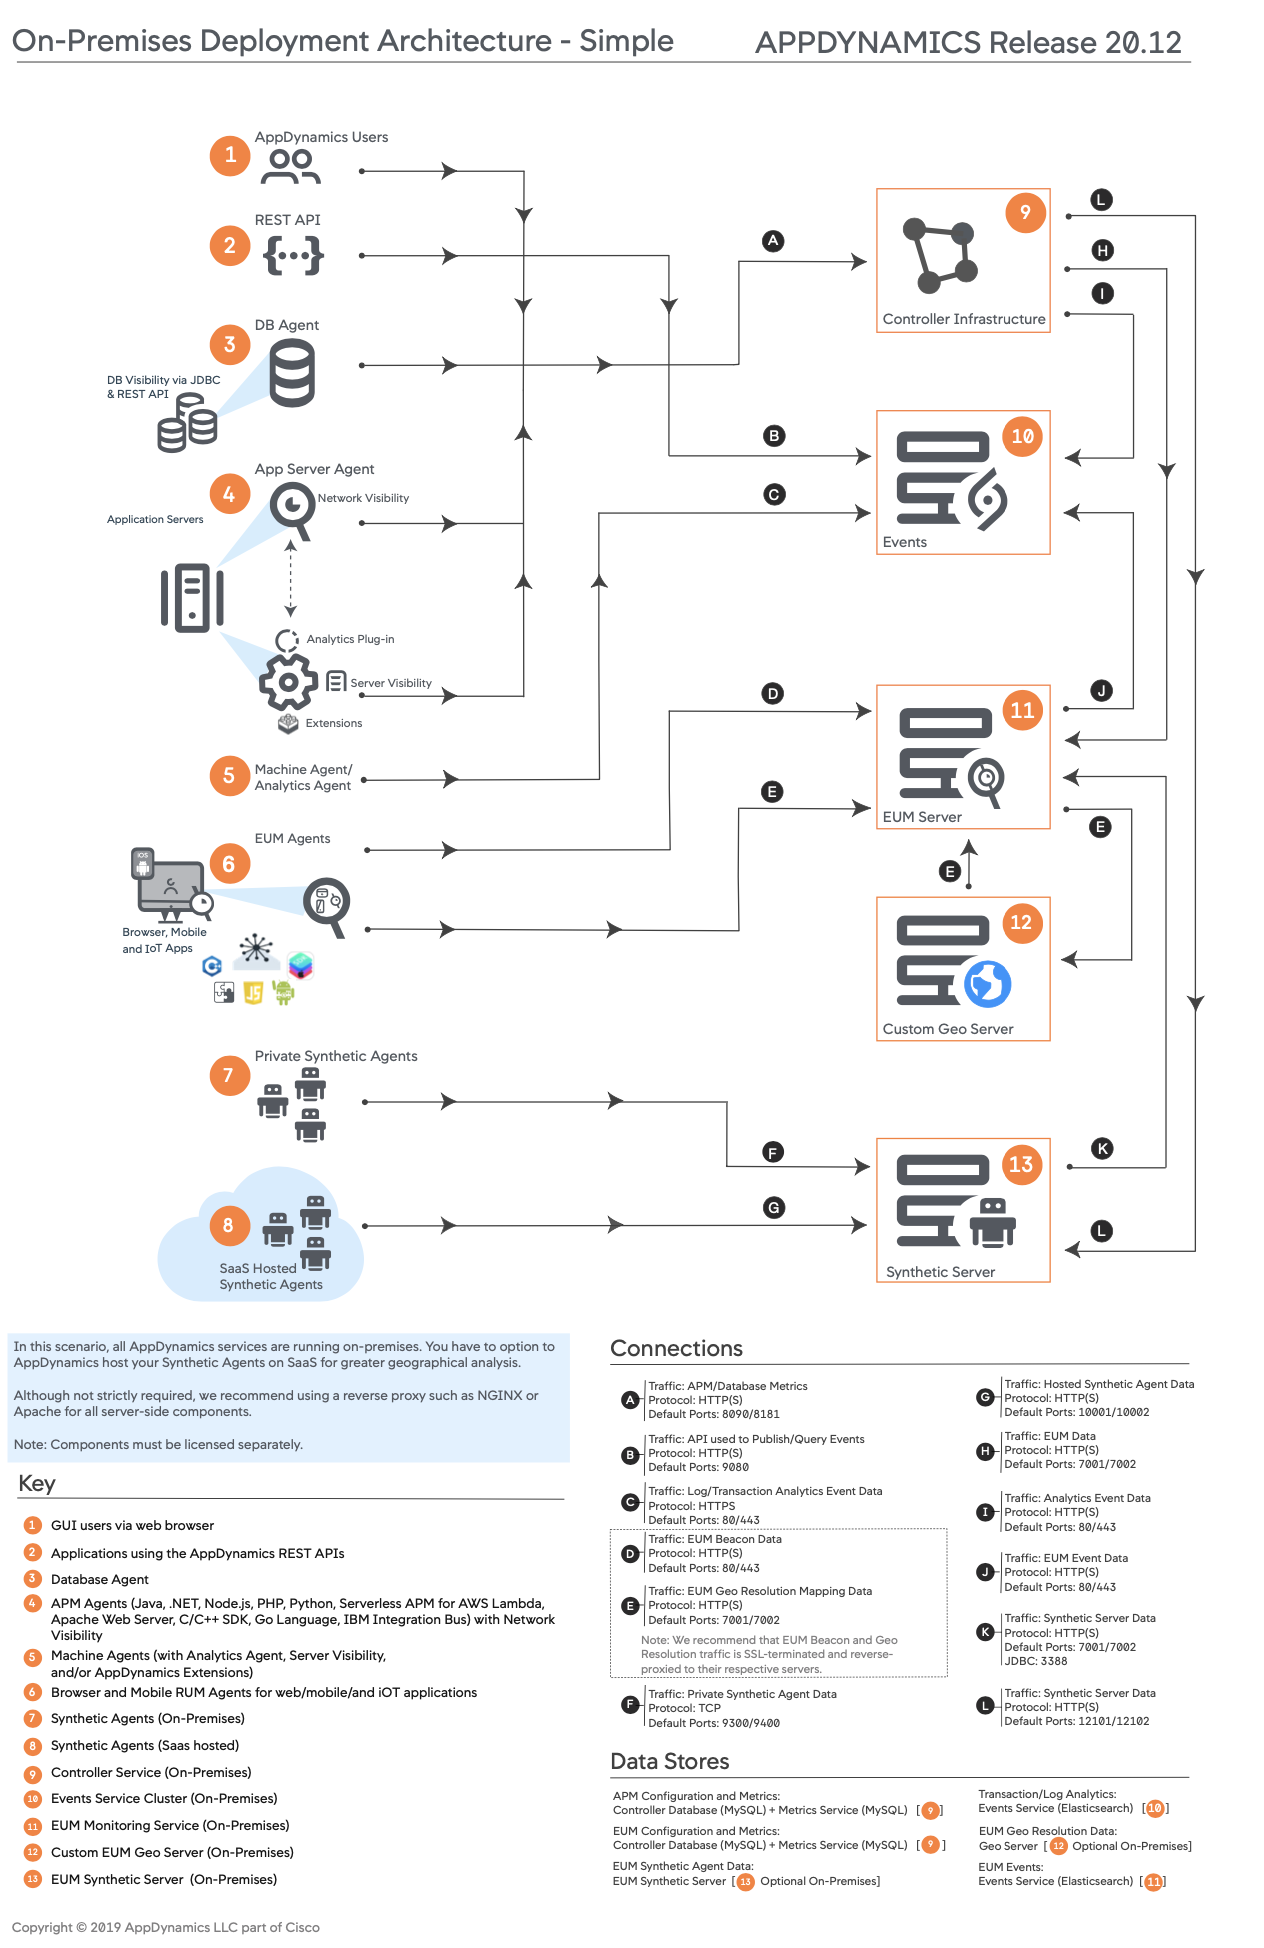 On-Premises Deployment Architecture - Simple
APPDYNAMICS Release 20.12
AppDynamics Users
1
REST API
2
DB Agent
3
DB Visibility via JDBC
& REST API
App Server Agent
4
Network Visibility
Application Servers
Analytics Plug-in
Server Visibility
Extensions
5
Machine Agent/
Analytics Agent
EUM Agents
6
iOS
Browser, Mobile
and IoT Apps
JS
Private Synthetic Agents
7
8
SaaS Hosted
Synthetic Agents
A
B
C
D
E
F
G
9
Controller Infrastructure
L
H
I
10
Events
11
EUM Server
J
E
E
12
Custom Geo Server
13
Synthetic Server
K
L
In this scenario, all AppDynamics services are running on-premises. You have to option to
AppDynamics host your Synthetic Agents on SaaS for greater geographical analysis.
Although not strictly required, we recommend using a reverse proxy such as NGINX or
Apache for all server-side components.
Note: Components must be licensed separately.
Key
1 GUI users via web browser
2 Applications using the AppDynamics REST APIs
3 Database Agent
4 APM Agents (Java, .NET, Node.js, PHP, Python, Serverless APM for AWS Lambda,
Apache Web Server, C/C++ SDK, Go Language, IBM Integration Bus) with Network
Visibility
5 Machine Agents (with Analytics Agent, Server Visibility,
and/or AppDynamics Extensions)
6 Browser and Mobile RUM Agents for web/mobile/and iOT applications
7 Synthetic Agents (On-Premises)
8 Synthetic Agents (Saas hosted)
9 Controller Service (On-Premises)
10 Events Service Cluster (On-Premises)
11 EUM Monitoring Service (On-Premises)
12 Custom EUM Geo Server (On-Premises)
13 EUM Synthetic Server (On-Premises)
Connections
A Traffic: APM/Database Metrics
Protocol: HTTP(S)
Default Ports: 8090/8181
B Traffic: API used to Publish/Query Events
Protocol: HTTP(S)
Default Ports: 9080
C Traffic: Log/Transaction Analytics Event Data
Protocol: HTTPS
Default Ports: 80/443
D Traffic: EUM Beacon Data
Protocol: HTTP(S)
Default Ports: 80/443
E Traffic: EUM Geo Resolution Mapping Data
Protocol: HTTP(S)
Default Ports: 7001/7002
Note: We recommend that EUM Beacon and Geo
Resolution traffic is SSL-terminated and reverse-
proxied to their respective servers.
F Traffic: Private Synthetic Agent Data
Protocol: TCP
Default Ports: 9300/9400
G Traffic: Hosted Synthetic Agent Data
Protocol: HTTP(S)
Default Ports: 10001/10002
H Traffic: EUM Data
Protocol: HTTP(S)
Default Ports: 7001/7002
I Traffic: Analytics Event Data
Protocol: HTTP(S)
Default Ports: 80/443
J Traffic: EUM Event Data
Protocol: HTTP(S)
Default Ports: 80/443
K Traffic: Synthetic Server Data
Protocol: HTTP(S)
Default Ports: 7001/7002
JDBC: 3388
L Traffic: Synthetic Server Data
Protocol: HTTP(S)
Default Ports: 12101/12102
Data Stores
APM Configuration and Metrics:
Controller Database (MySQL) + Metrics Service (MySQL) [9]
EUM Configuration and Metrics:
Controller Database (MySQL) + Metrics Service (MySQL) [9]
EUM Synthetic Agent Data:
EUM Synthetic Server [13 Optional On-Premises]
Transaction/Log Analytics:
Events Service (Elasticsearch) [10]
EUM Geo Resolution Data:
Geo Server [12 Optional On-Premises]
EUM Events:
Events Service (Elasticsearch) [11]
Copyright © 2019 AppDynamics LLC part of Cisco